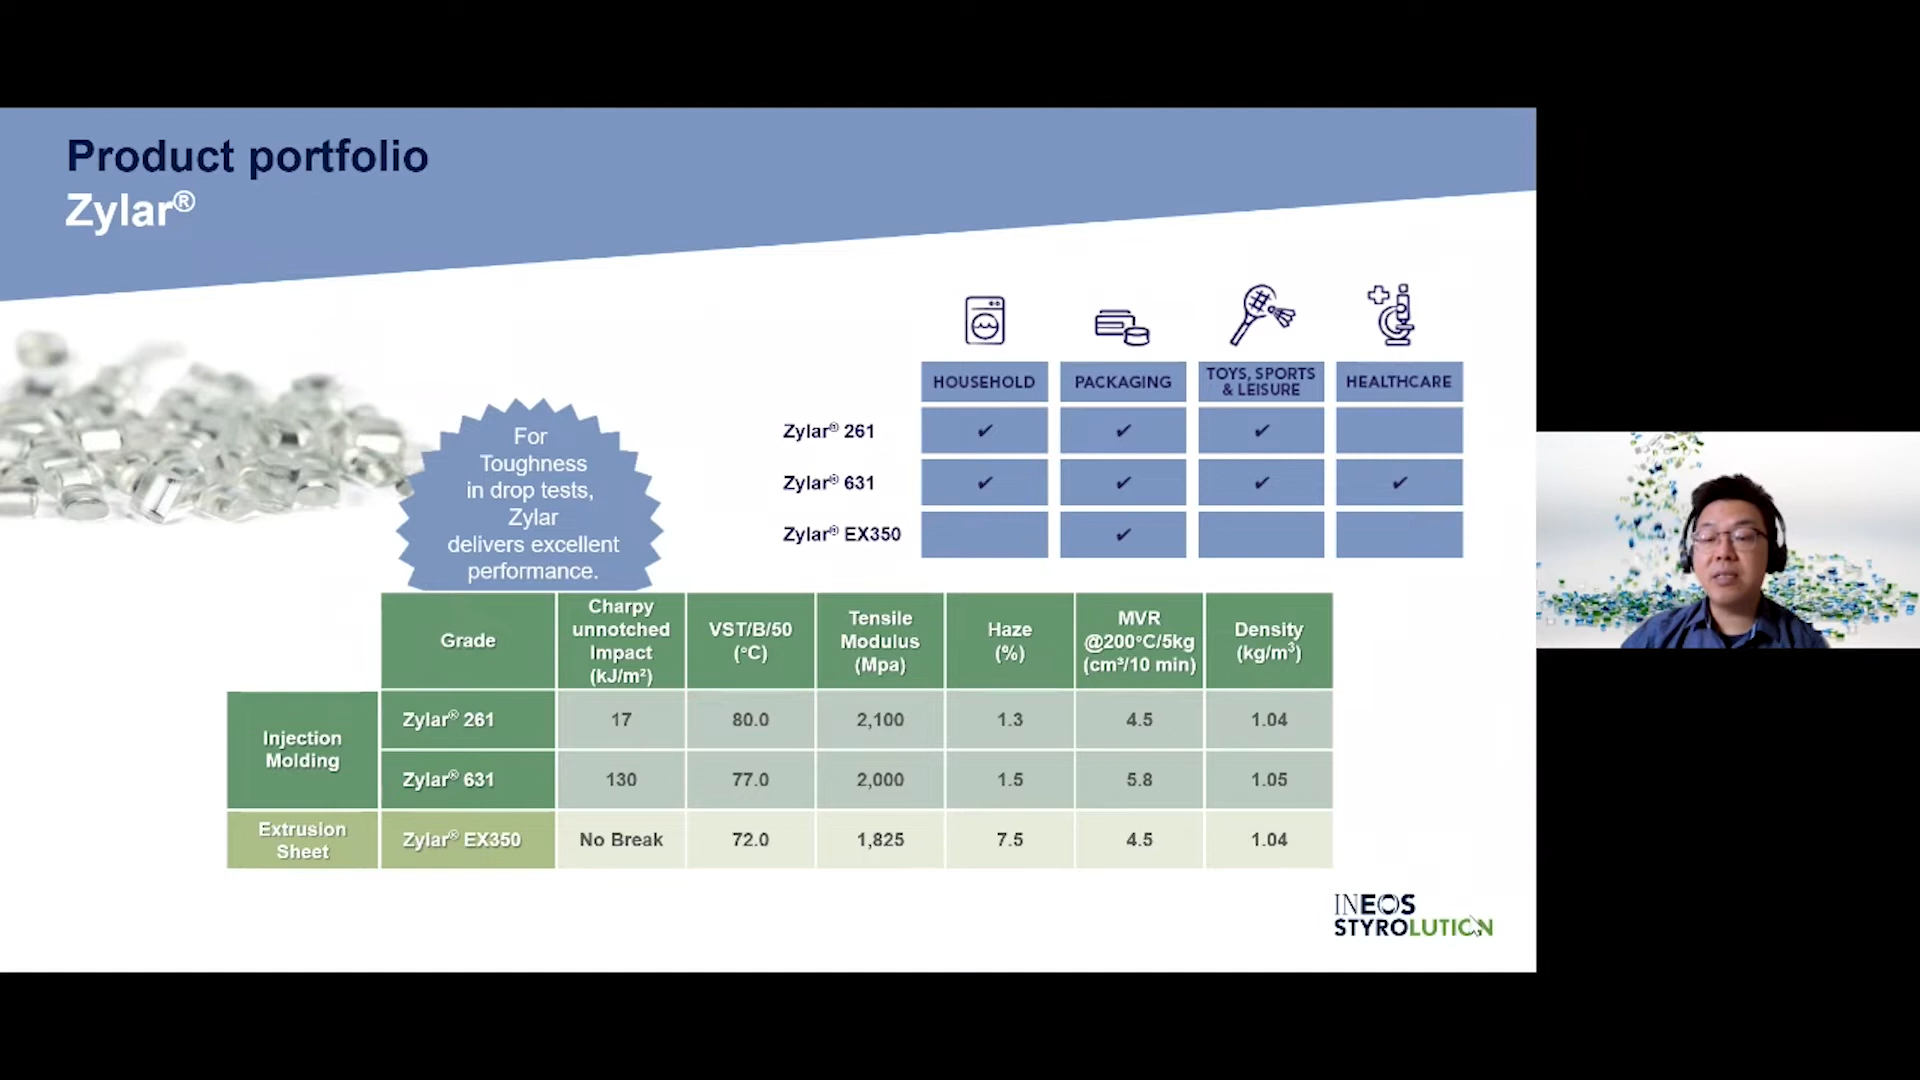 Product portfolio
Zylar®
HOUSEHOLD PACKAGING TOYS, SPORTS & LEISURE HEALTHCARE
Zylar® 261 ✓ ✓ ✓
Zylar® 631 ✓ ✓ ✓ ✓
Zylar® EX350 ✓
For
Toughness
in drop tests,
Zylar
delivers excellent
performance.
Grade Charpy unnotched Impact (kJ/m²) VST/B/50 (°C) Tensile Modulus (Mpa) Haze (%) MVR @200°C/5kg (cm³/10 min) Density (kg/m³)
Injection Molding
Zylar® 261 17 80.0 2,100 1.3 4.5 1.04
Zylar® 631 130 77.0 2,000 1.5 5.8 1.05
Extrusion Sheet Zylar® EX350 No Break 72.0 1,825 7.5 4.5 1.04
INEOS
STYROLUTION